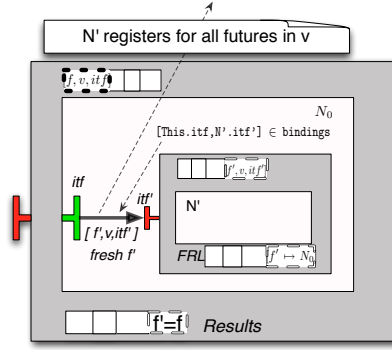 N' registers for all futures in v
f, v, itf
N₀
[This.itf,N'.itf'] ∈ bindings
itf
itf'
f', v, itf'
N'
[ f',v,itf' ]
fresh f'
FRL
f' ↦ N₀
f'=f
Results